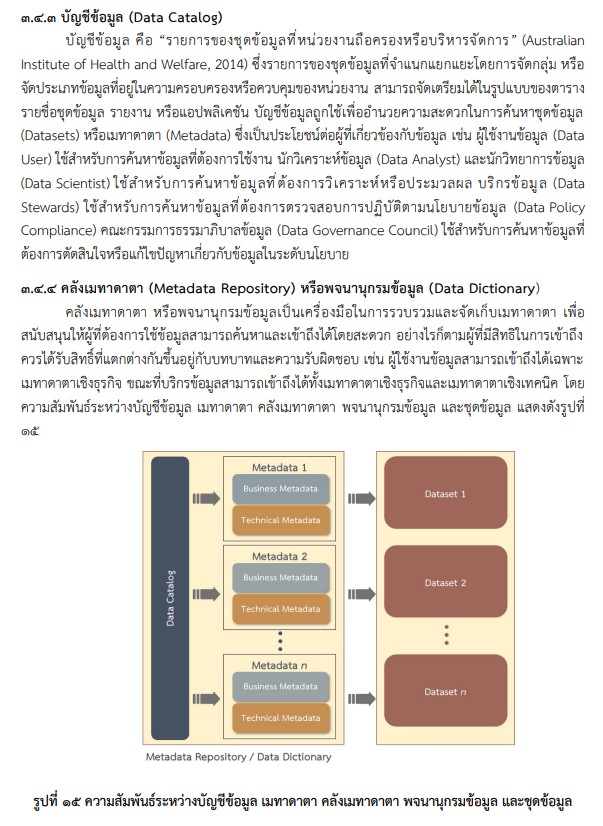 ๓.๔.๓ บัญชีข้อมูล (Data Catalog)
บัญชีข้อมูล คือ “รายการของชุดข้อมูลที่หน่วยงานถือครองหรือบริหารจัดการ” (Australian
Institute of Health and Welfare, 2014) ซึ่งรายการของชุดข้อมูลที่จำแนกแยกแยะโดยการจัดกลุ่ม หรือ
จัดประเภทข้อมูลที่อยู่ในความครอบครองหรือควบคุมของหน่วยงาน สามารถจัดเตรียมได้ในรูปแบบของตาราง
รายชื่อชุดข้อมูล รายงาน หรือแอปพลิเคชัน บัญชีข้อมูลถูกใช้เพื่ออำนวยความสะดวกในการค้นหาชุดข้อมูล
(Datasets) หรือเมทาดาตา (Metadata) ซึ่งเป็นประโยชน์ต่อผู้ที่เกี่ยวข้องกับข้อมูล เช่น ผู้ใช้งานข้อมูล (Data
User) ใช้สำหรับการค้นหาข้อมูลที่ต้องการใช้งาน นักวิเคราะห์ข้อมูล (Data Analyst) และนักวิทยาการข้อมูล
(Data Scientist) ใช้สำหรับการค้นหาข้อมูลที่ต้องการวิเคราะห์หรือประมวลผล บริกรข้อมูล (Data
Stewards) ใช้สำหรับการค้นหาข้อมูลที่ต้องการตรวจสอบการปฏิบัติตามนโยบายข้อมูล (Data Policy
Compliance) คณะกรรมการธรรมาภิบาลข้อมูล (Data Governance Council) ใช้สำหรับการค้นหาข้อมูลที่
ต้องการตัดสินใจหรือแก้ไขปัญหาเกี่ยวกับข้อมูลในระดับนโยบาย
๓.๔.๔ คลังเมทาดาตา (Metadata Repository) หรือพจนานุกรมข้อมูล (Data Dictionary)
คลังเมทาดาตา หรือพจนานุกรมข้อมูลเป็นเครื่องมือในการรวบรวมและจัดเก็บเมทาดาตา เพื่อ
สนับสนุนให้ผู้ที่ต้องการใช้ข้อมูลสามารถค้นหาและเข้าถึงได้โดยสะดวก อย่างไรก็ตามผู้ที่มีสิทธิในการเข้าถึง
ควรได้รับสิทธิ์ที่แตกต่างกันขึ้นอยู่กับบทบาทและความรับผิดชอบ เช่น ผู้ใช้งานข้อมูลสามารถเข้าถึงได้เฉพาะ
เมทาดาตาเชิงธุรกิจ ขณะที่บริกรข้อมูลสามารถเข้าถึงได้ทั้งเมทาดาตาเชิงธุรกิจและเมทาดาตาเชิงเทคนิค โดย
ความสัมพันธ์ระหว่างบัญชีข้อมูล เมทาดาตา คลังเมทาดาตา พจนานุกรมข้อมูล และชุดข้อมูล แสดงดังรูปที่
๑๕
Data Catalog
Metadata 1
Business Metadata
Technical Metadata
Dataset 1
Metadata 2
Business Metadata
Technical Metadata
Dataset 2
Metadata n
Business Metadata
Technical Metadata
Dataset n
Metadata Repository / Data Dictionary
รูปที่ ๑๕ ความสัมพันธ์ระหว่างบัญชีข้อมูล เมทาดาตา คลังเมทาดาตา พจนานุกรมข้อมูล และชุดข้อมูล